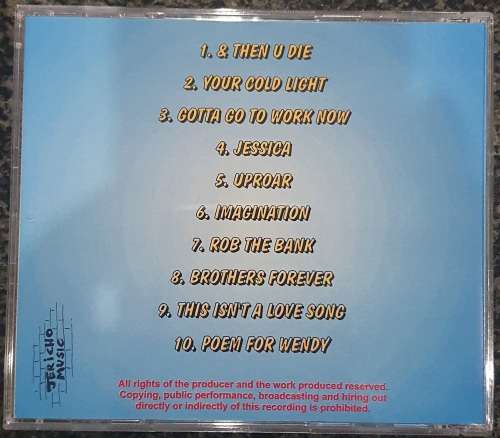 1. & THEN U DIE
2. YOUR COLD LIGHT
3. GOTTA GO TO WORK NOW
4. JESSICA
5. UPROAR
6. IMAGINATION
7. ROB THE BANK
8. BROTHERS FOREVER
9. THIS ISN'T A LOVE SONG
10. POEM FOR WENDY
JERICHO
MUSIC
All rights of the producer and the work produced reserved.
Copying, public performance, broadcasting and hiring out
directly or indirectly of this recording is prohibited.